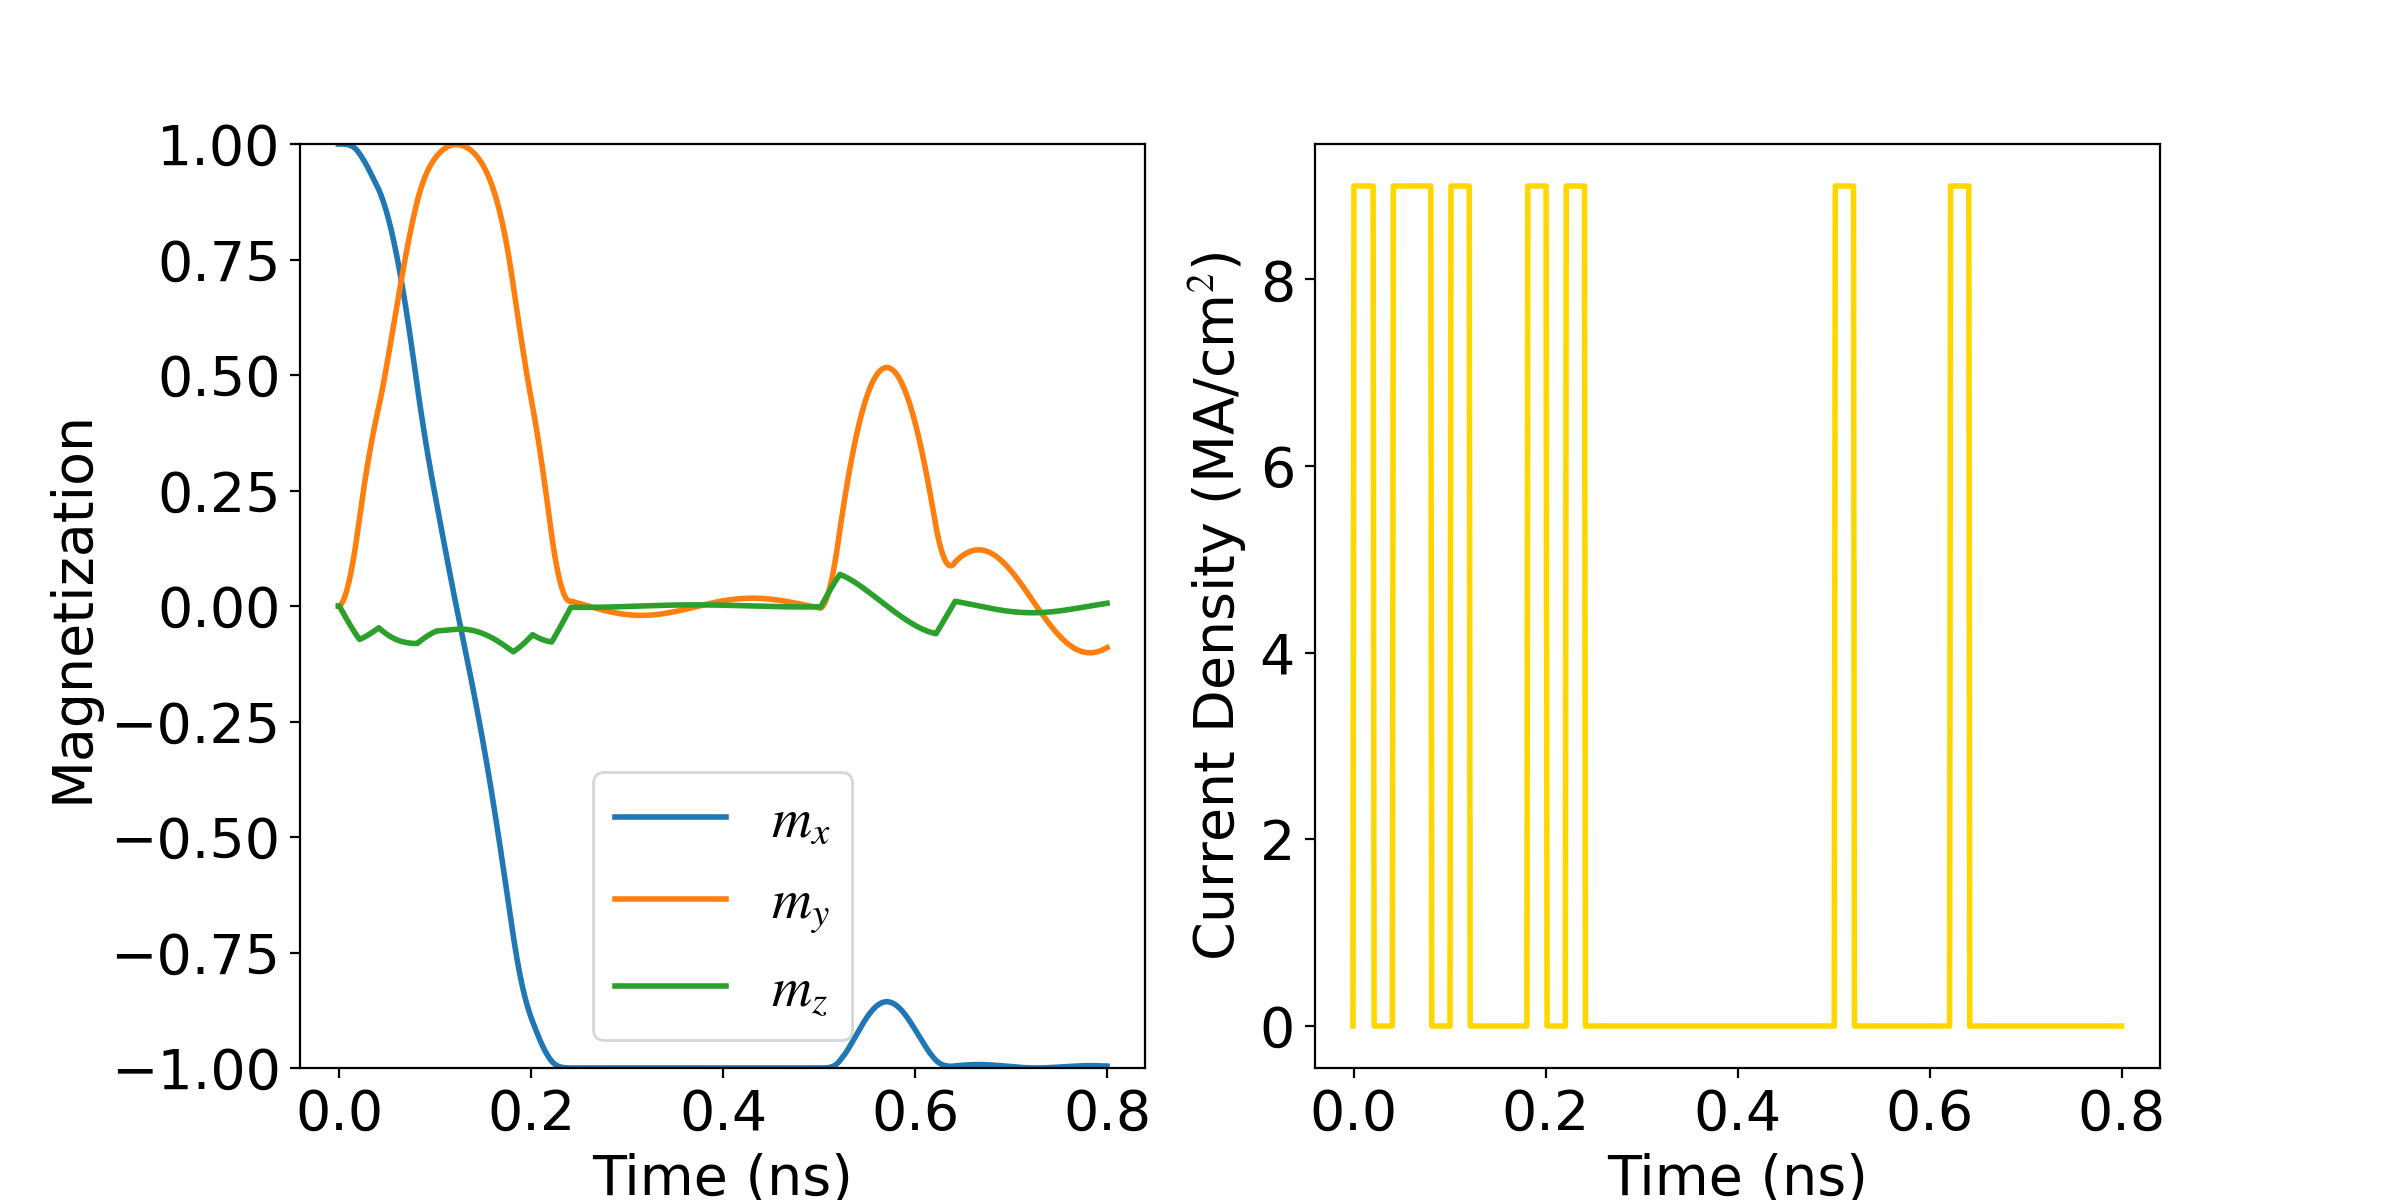 Magnetization
1.00
0.75
0.50
0.25
0.00
−0.25
−0.50
−0.75
−1.00
0.0 0.2 0.4 0.6 0.8
Time (ns)
m_x
m_y
m_z
Current Density (MA/cm²)
8
6
4
2
0
0.0 0.2 0.4 0.6 0.8
Time (ns)